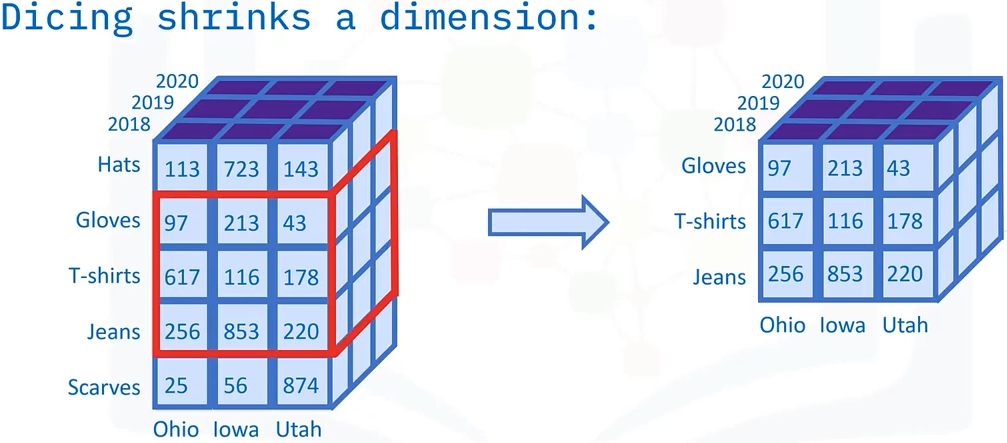 Dicing shrinks a dimension:
2020
2019
2018
Hats 113 723 143
Gloves 97 213 43
T-shirts 617 116 178
Jeans 256 853 220
Scarves 25 56 874
Ohio Iowa Utah
2020
2019
2018
Gloves 97 213 43
T-shirts 617 116 178
Jeans 256 853 220
Ohio Iowa Utah